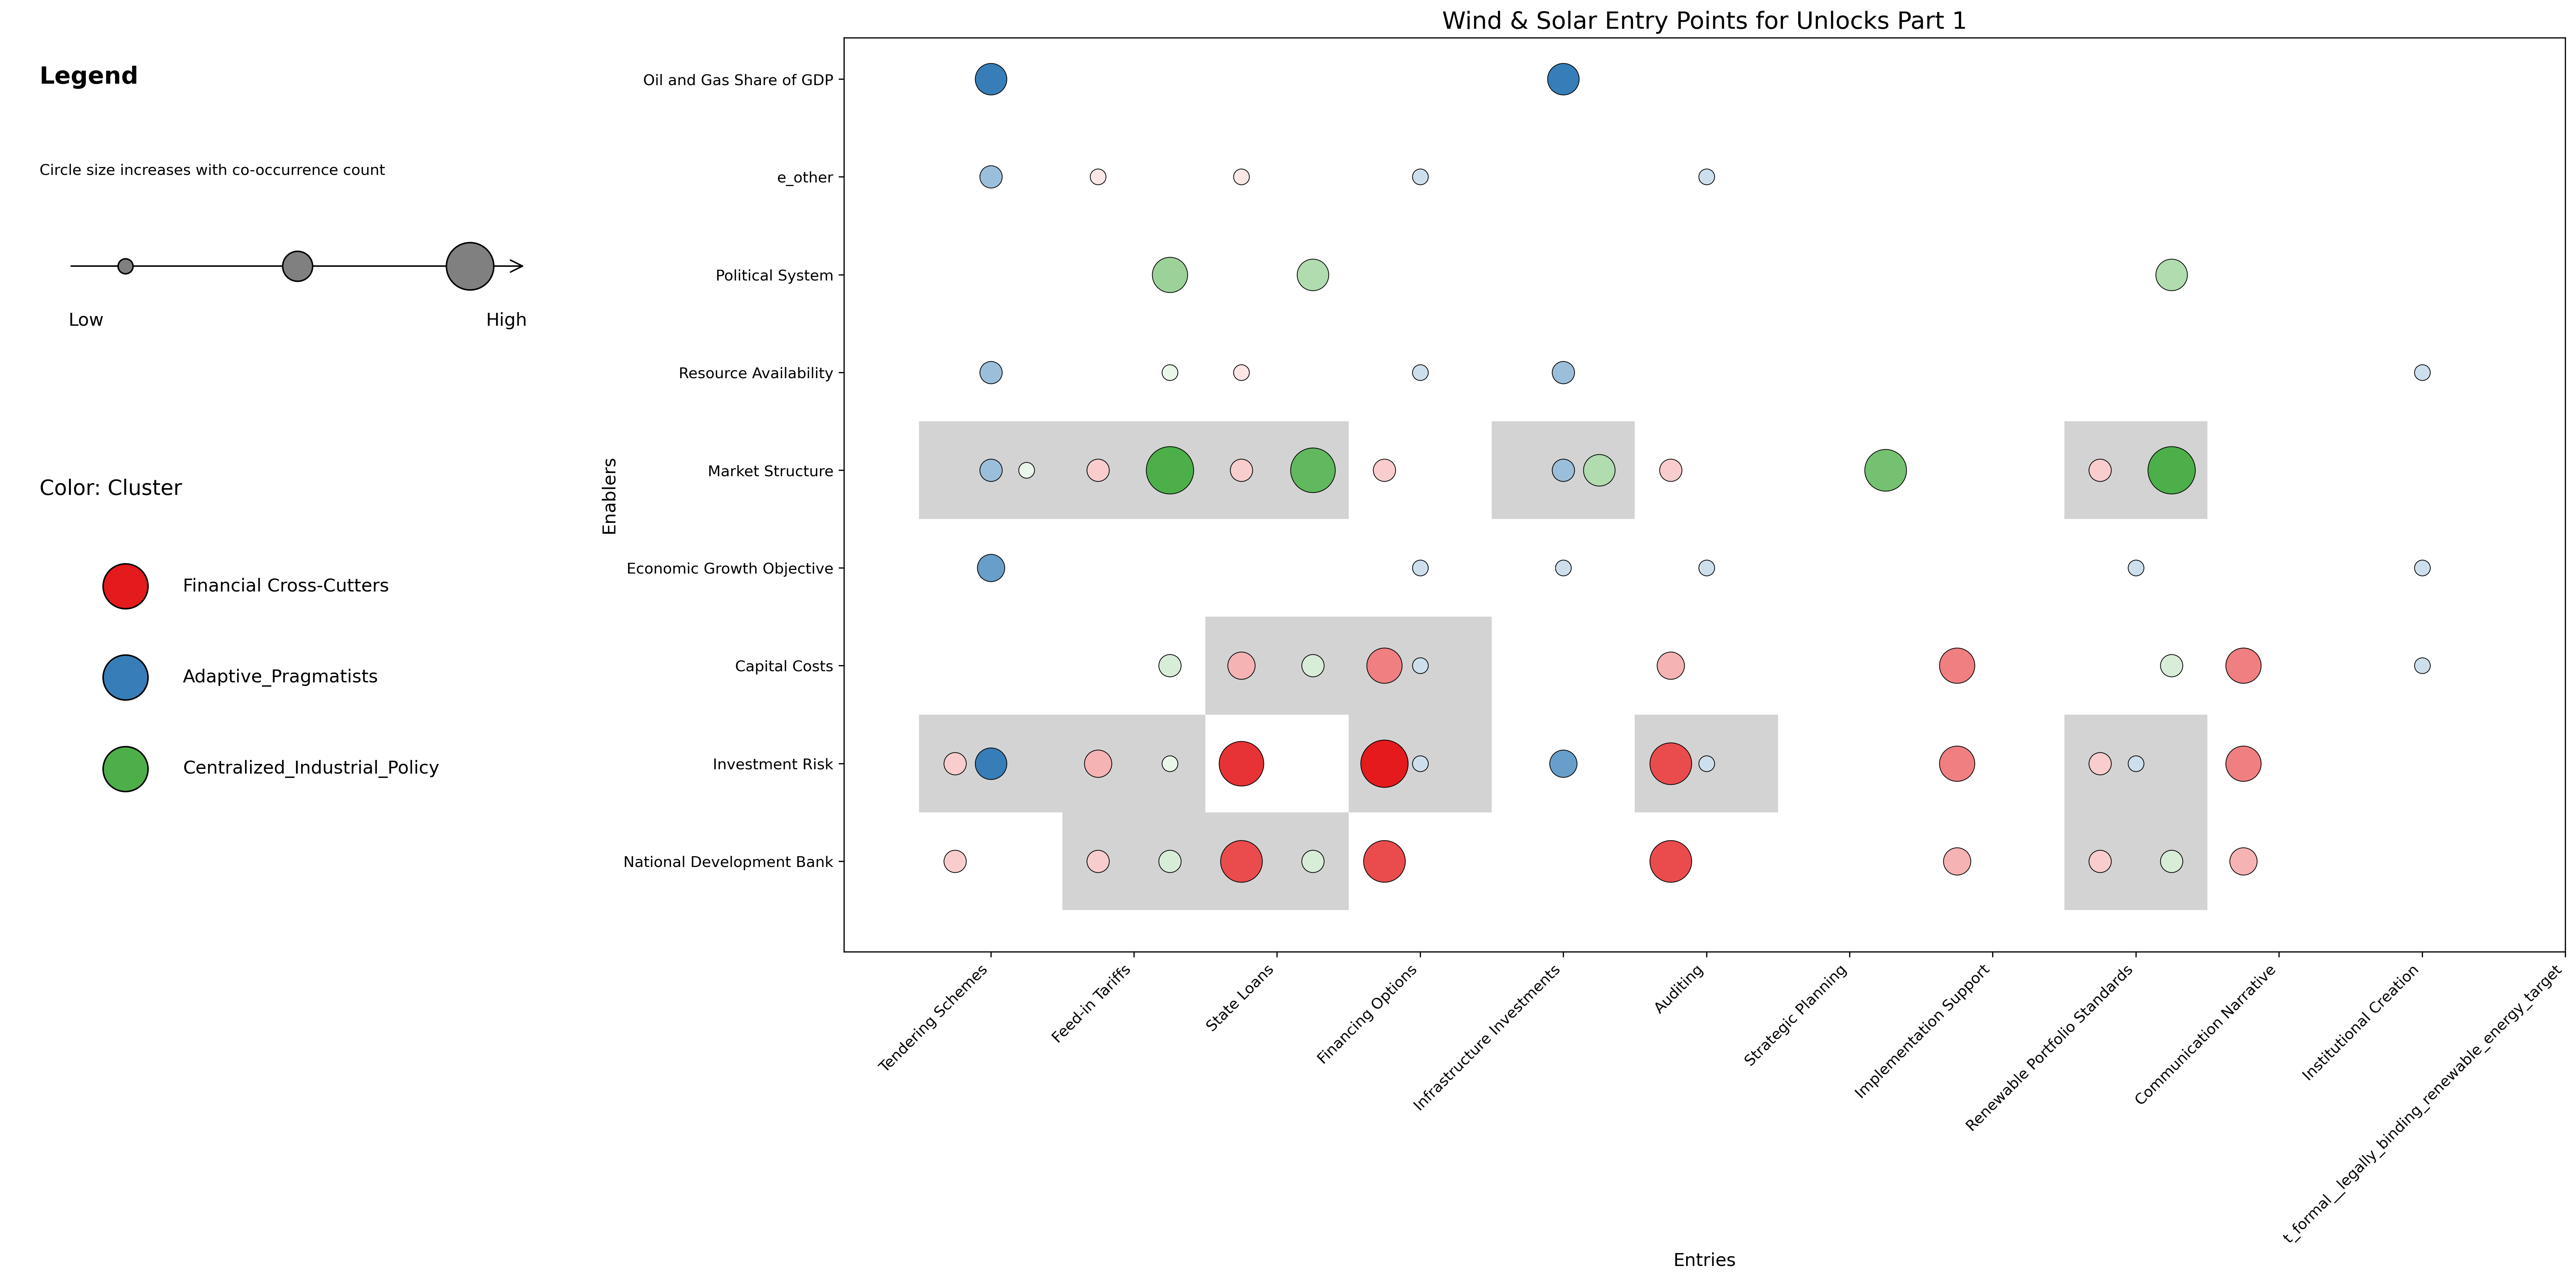 Wind & Solar Entry Points for Unlocks Part 1
Legend
Circle size increases with co-occurrence count
Low
High
Color: Cluster
Financial Cross-Cutters
Adaptive_Pragmatists
Centralized_Industrial_Policy
Enablers
Oil and Gas Share of GDP
e_other
Political System
Resource Availability
Market Structure
Economic Growth Objective
Capital Costs
Investment Risk
National Development Bank
Tendering Schemes
Feed-in Tariffs
State Loans
Financing Options
Infrastructure Investments
Auditing
Strategic Planning
Implementation Support
Renewable Portfolio Standards
Communication Narrative
Institutional Creation
t_formal__legally_binding_renewable_energy_target
Entries